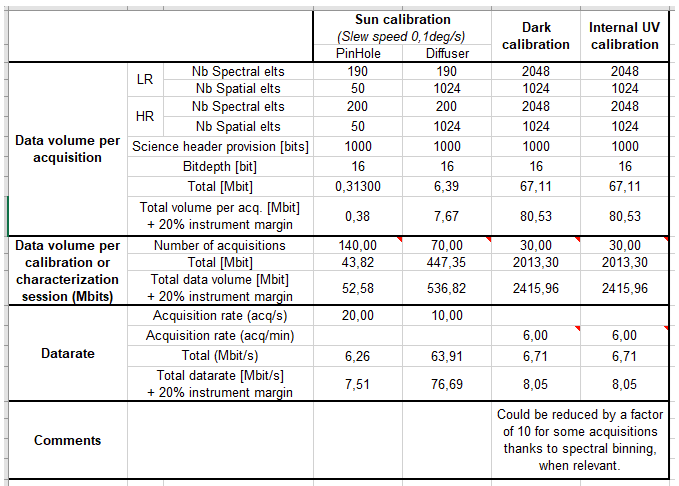 Sun calibration
(Slew speed 0,1deg/s)
Dark calibration
Internal UV calibration
PinHole Diffuser
Data volume per acquisition
LR
Nb Spectral elts 190 190 2048 2048
Nb Spatial elts 50 1024 1024 1024
HR
Nb Spectral elts 200 200 2048 2048
Nb Spatial elts 50 1024 1024 1024
Science header provision [bits] 1000 1000 1000 1000
Bitdepth [bit] 16 16 16 16
Total [Mbit] 0,31300 6,39 67,11 67,11
Total volume per acq. [Mbit]
+ 20% instrument margin 0,38 7,67 80,53 80,53
Data volume per calibration or characterization session (Mbits)
Number of acquisitions 140,00 70,00 30,00 30,00
Total [Mbit] 43,82 447,35 2013,30 2013,30
Total data volume [Mbit]
+ 20% instrument margin 52,58 536,82 2415,96 2415,96
Datarate
Acquisition rate (acq/s) 20,00 10,00
Acquisition rate (acq/min) 6,00 6,00
Total (Mbit/s) 6,26 63,91 6,71 6,71
Total datarate [Mbit/s]
+ 20% instrument margin 7,51 76,69 8,05 8,05
Comments
Could be reduced by a factor
of 10 for some acquisitions
thanks to spectral binning,
when relevant.